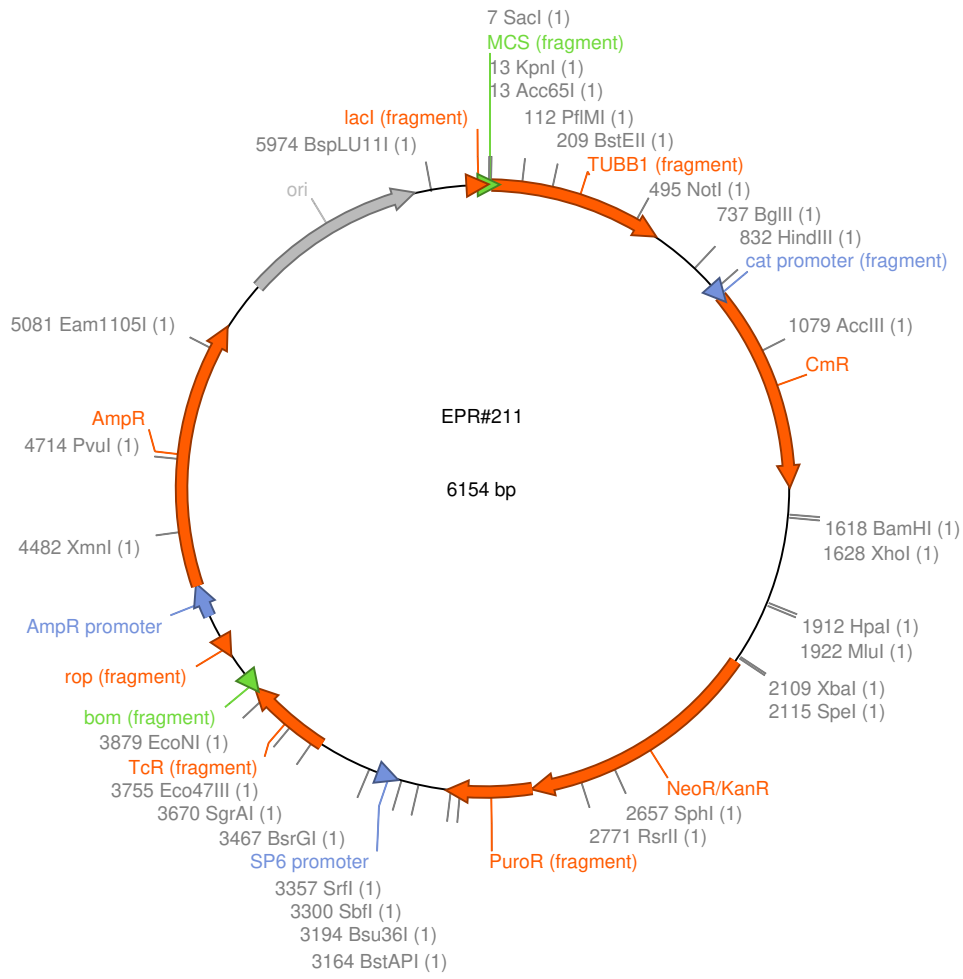 7 SacI (1)
MCS (fragment)
13 KpnI (1)
13 Acc65I (1)
lacI (fragment)
112 PflMI (1)
5974 BspLU11I (1)
209 BstEII (1)
TUBB1 (fragment)
ori
495 NotI (1)
737 BglII (1)
832 HindIII (1)
cat promoter (fragment)
5081 Eam1105I (1)
1079 AccIII (1)
CmR
EPR#211
AmpR
4714 PvuI (1)
6154 bp
1618 BamHI (1)
4482 XmnI (1)
1628 XhoI (1)
AmpR promoter
1912 HpaI (1)
1922 MluI (1)
rop (fragment)
2109 XbaI (1)
2115 SpeI (1)
bom (fragment)
3879 EcoNI (1)
TcR (fragment)
3755 Eco47III (1)
NeoR/KanR
3670 SgrAI (1)
2657 SphI (1)
3467 BsrGI (1)
2771 RsrII (1)
SP6 promoter
PuroR (fragment)
3357 SrfI (1)
3300 SbfI (1)
3194 Bsu36I (1)
3164 BstAPI (1)